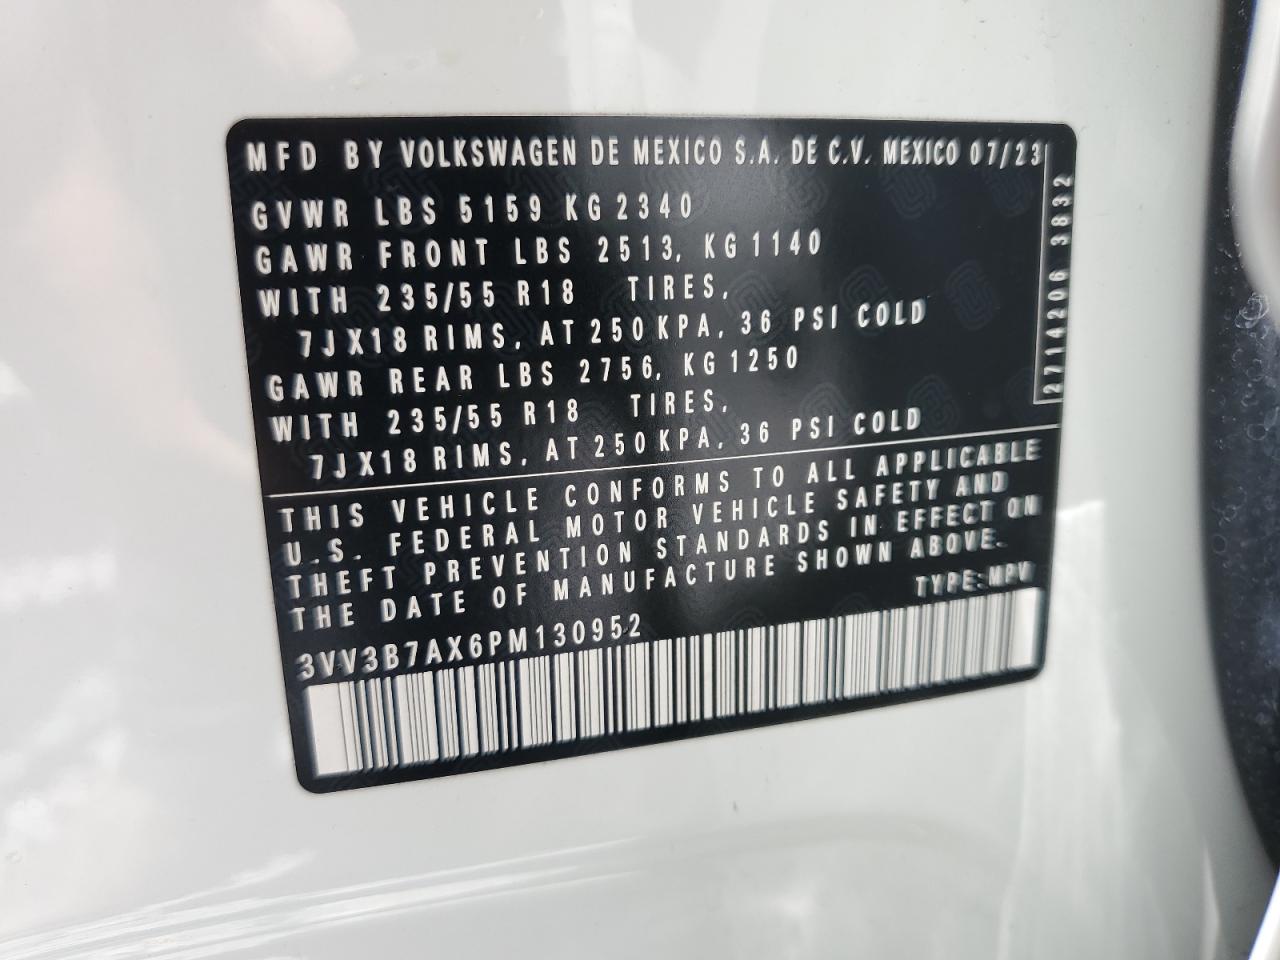 MFD BY VOLKSWAGEN DE MEXICO S.A. DE C.V. MEXICO 07/23
GVWR LBS 5159 KG 2340
GAWR FRONT LBS 2513, KG 1140
WITH 235/55 R18 TIRES,
7JX18 RIMS, AT 250 KPA, 36 PSI COLD
GAWR REAR LBS 2756, KG 1250
WITH 235/55 R18 TIRES,
7JX18 RIMS, AT 250 KPA, 36 PSI COLD
2714206 3832
THIS VEHICLE CONFORMS TO ALL APPLICABLE
U.S. FEDERAL MOTOR VEHICLE SAFETY AND
THEFT PREVENTION STANDARDS IN EFFECT ON
THE DATE OF MANUFACTURE SHOWN ABOVE.
TYPE: MPV
3VV3B7AX6PM130952